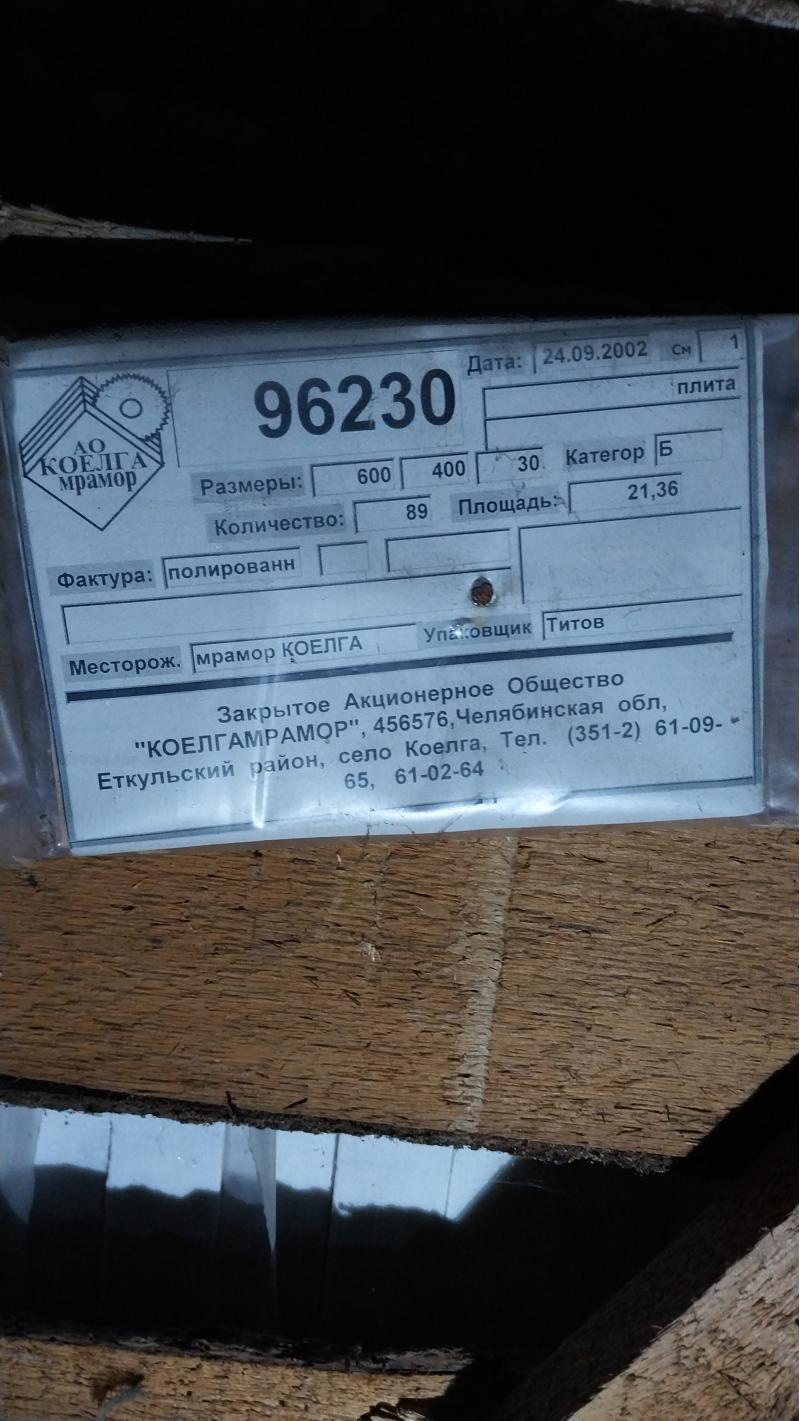 АО
КОЕЛГА
мрамор
96230
Дата: 24.09.2002 См 1
плита
Размеры: 600 400 30 Категор Б
Количество: 89 Площадь: 21,36
Фактура: полированн
Месторож. мрамор КОЕЛГА Упаковщик Титов
Закрытое Акционерное Общество
"КОЕЛГАМРАМОР", 456576,Челябинская обл,
Еткульский район, село Коелга, Тел. (351-2) 61-09-
65, 61-02-64